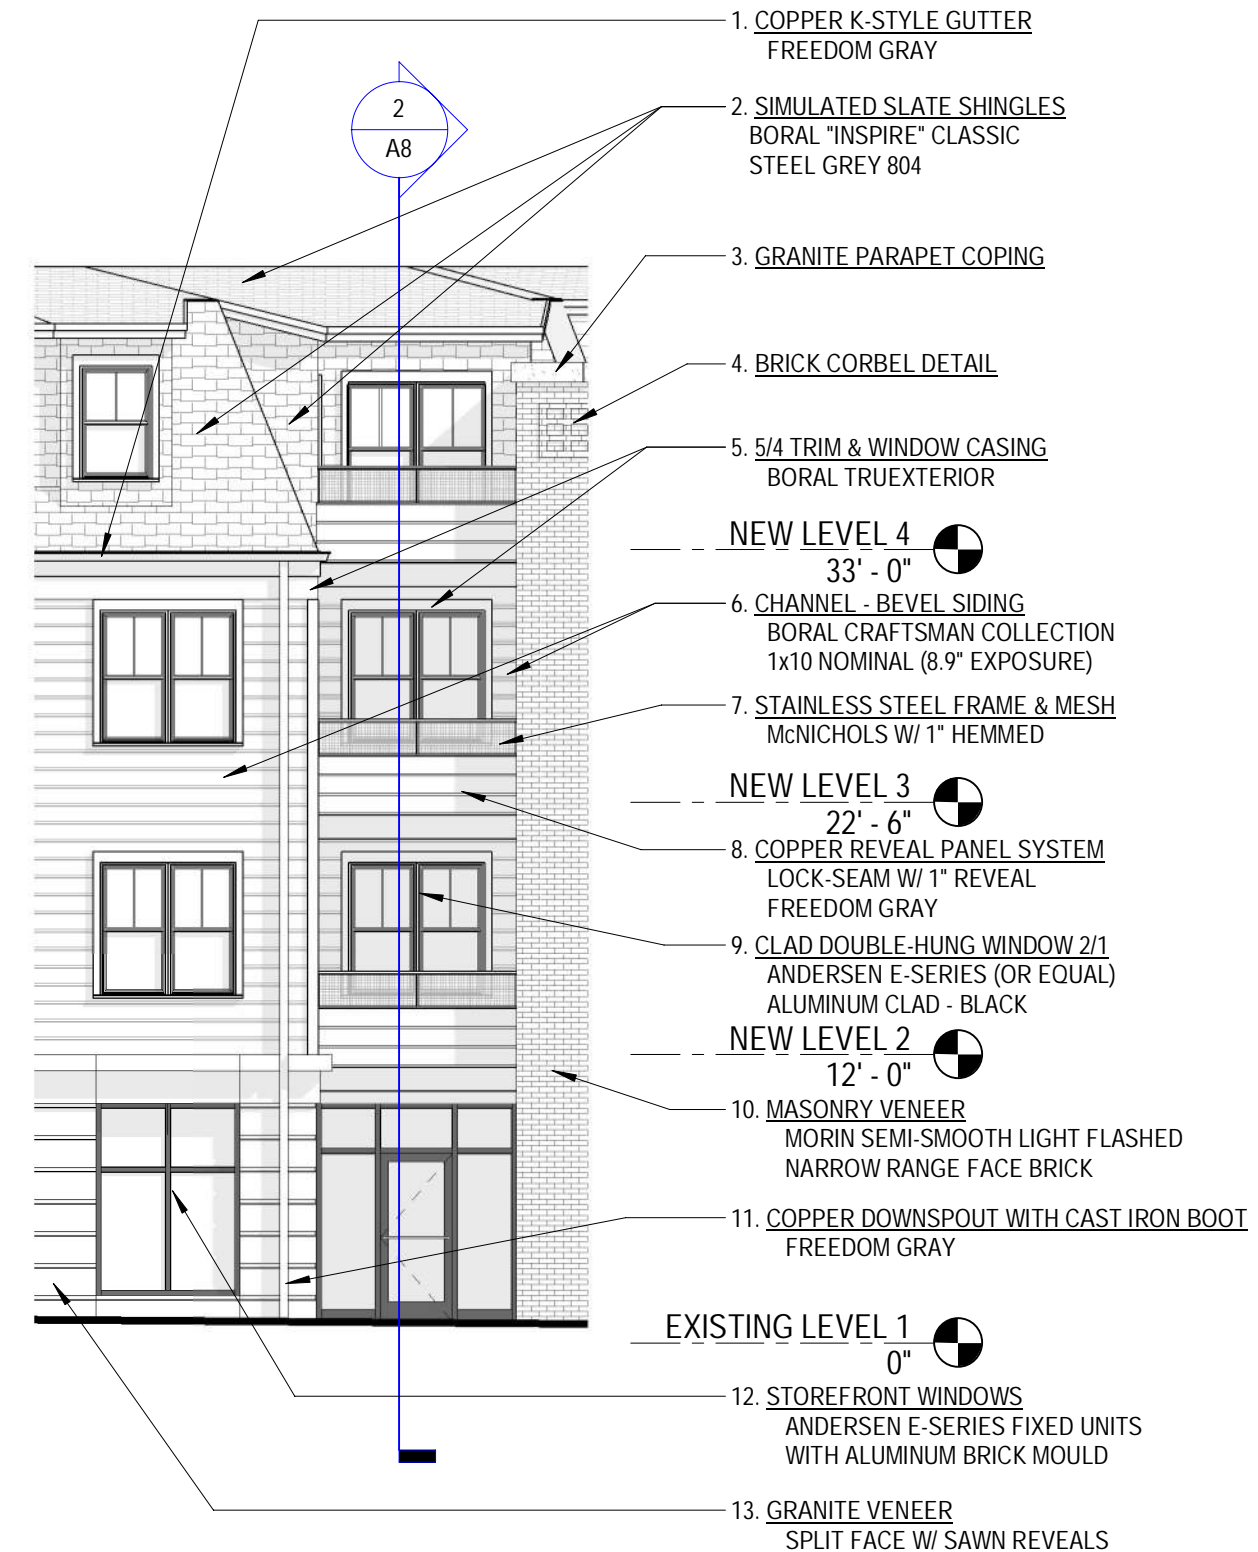 1. COPPER K-STYLE GUTTER
FREEDOM GRAY
2
A8
2. SIMULATED SLATE SHINGLES
BORAL "INSPIRE" CLASSIC
STEEL GREY 804
3. GRANITE PARAPET COPING
4. BRICK CORBEL DETAIL
5. 5/4 TRIM & WINDOW CASING
BORAL TRUEXTERIOR
NEW LEVEL 4
33' - 0"
6. CHANNEL - BEVEL SIDING
BORAL CRAFTSMAN COLLECTION
1x10 NOMINAL (8.9" EXPOSURE)
7. STAINLESS STEEL FRAME & MESH
McNICHOLS W/ 1" HEMMED
NEW LEVEL 3
22' - 6"
8. COPPER REVEAL PANEL SYSTEM
LOCK-SEAM W/ 1" REVEAL
FREEDOM GRAY
9. CLAD DOUBLE-HUNG WINDOW 2/1
ANDERSEN E-SERIES (OR EQUAL)
ALUMINUM CLAD - BLACK
NEW LEVEL 2
12' - 0"
10. MASONRY VENEER
MORIN SEMI-SMOOTH LIGHT FLASHED
NARROW RANGE FACE BRICK
11. COPPER DOWNSPOUT WITH CAST IRON BOOT
FREEDOM GRAY
EXISTING LEVEL 1
0"
12. STOREFRONT WINDOWS
ANDERSEN E-SERIES FIXED UNITS
WITH ALUMINUM BRICK MOULD
13. GRANITE VENEER
SPLIT FACE W/ SAWN REVEALS